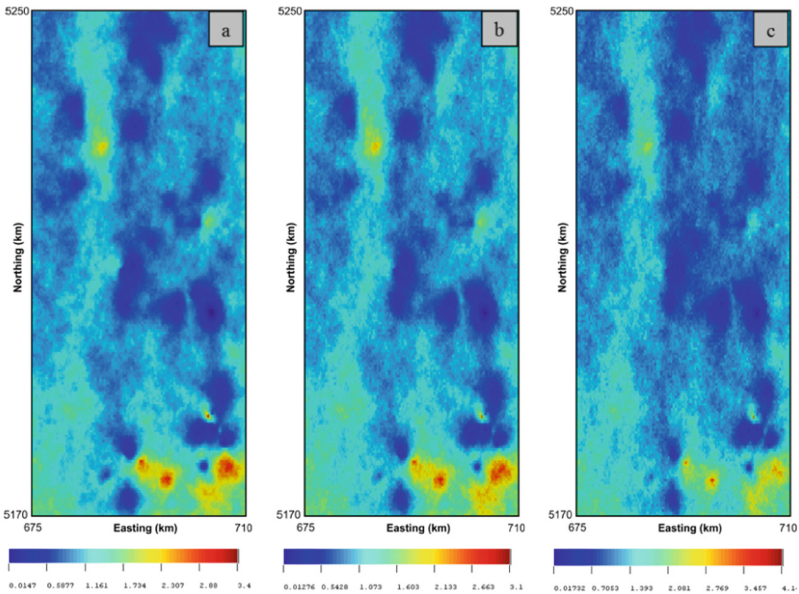 5250
a
b
c
Northing (km)
Northing (km)
Northing (km)
5170
675
Easting (km)
710
5170
675
Easting (km)
710
5170
675
Easting (km)
710
0.0147 0.5877 1.161 1.734 2.307 2.88 3.4
0.01276 0.5428 1.073 1.603 2.133 2.663 3.1
0.01732 0.7053 1.393 2.081 2.769 3.457 4.14
5250
5250